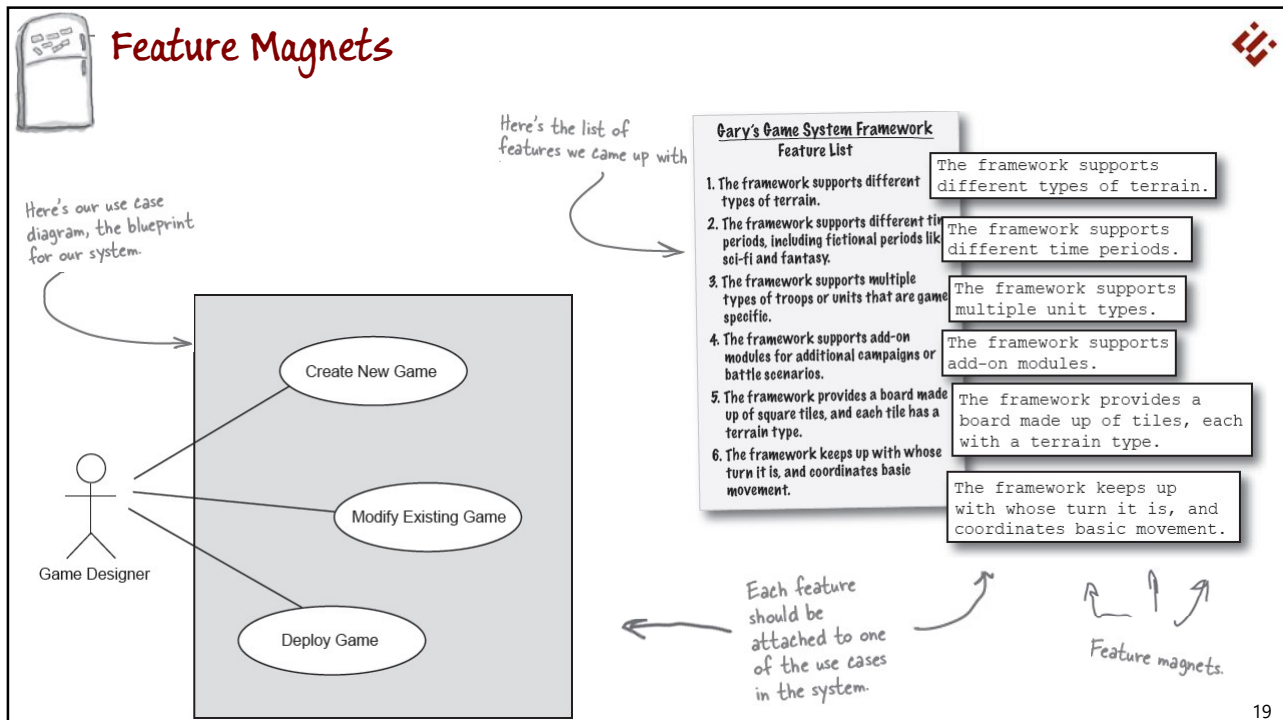 Feature Magnets
Here's the list of
features we came up with
Here's our use case
diagram, the blueprint
for our system.
Gary's Game System Framework
Feature List
1. The framework supports different
types of terrain.
2. The framework supports different tim
periods, including fictional periods lik
sci-fi and fantasy.
3. The framework supports multiple
types of troops or units that are game
specific.
4. The framework supports add-on
modules for additional campaigns or
battle scenarios.
5. The framework provides a board made
up of square tiles, and each tile has a
terrain type.
6. The framework keeps up with whose
turn it is, and coordinates basic
movement.
The framework supports
different types of terrain.
The framework supports
different time periods.
The framework supports
multiple unit types.
The framework supports
add-on modules.
The framework provides a
board made up of tiles, each
with a terrain type.
The framework keeps up
with whose turn it is, and
coordinates basic movement.
Create New Game
Modify Existing Game
Game Designer
Deploy Game
Each feature
should be
attached to one
of the use cases
in the system.
Feature magnets.
19